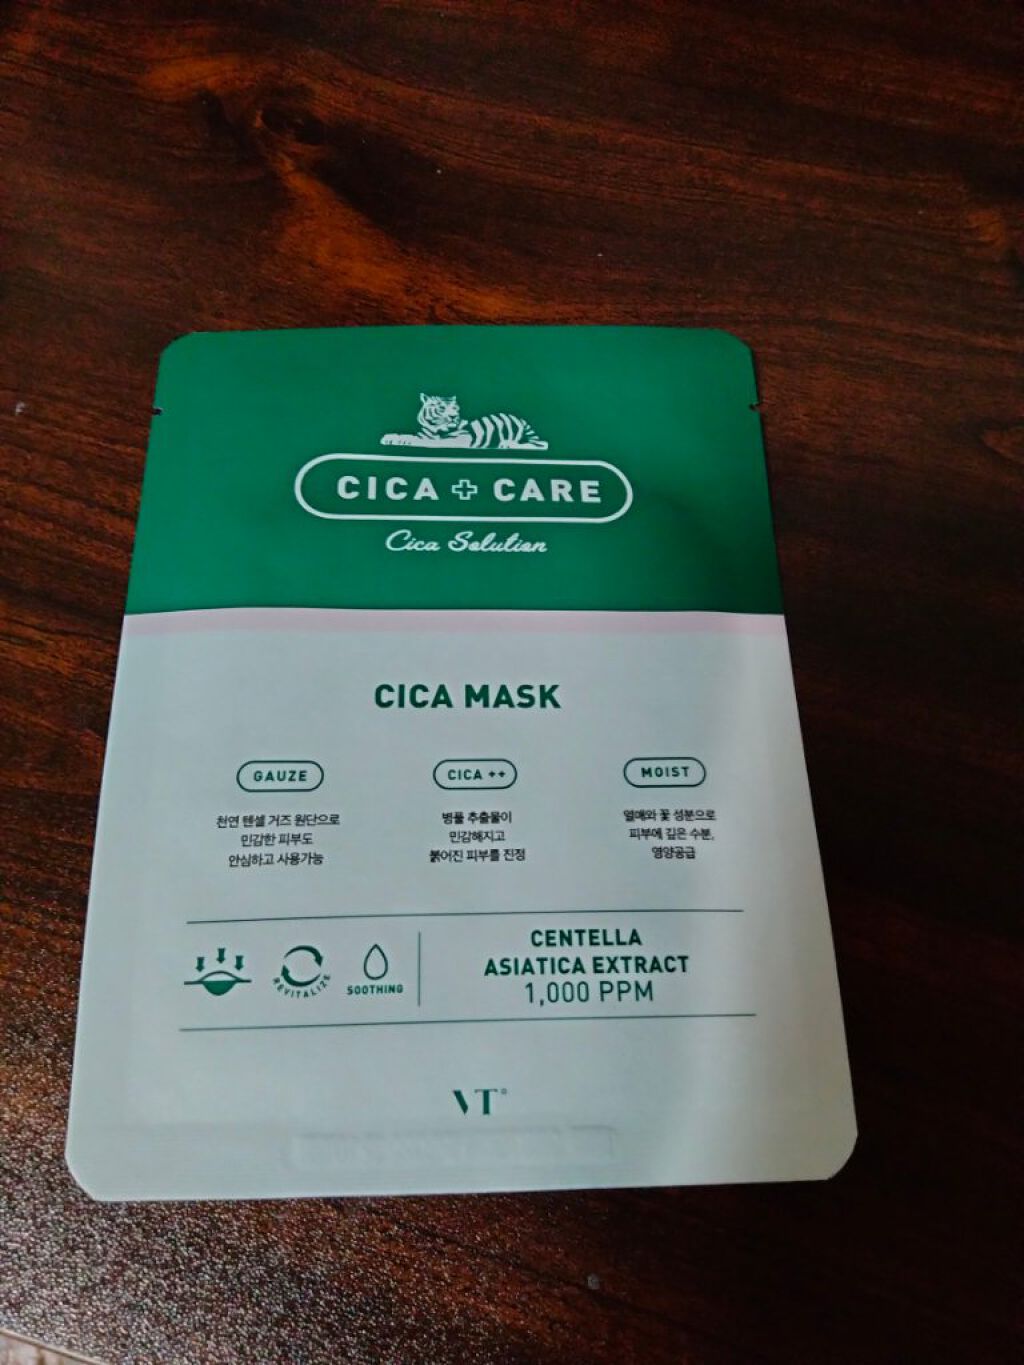 CICA + CARE
Cica Solution
CICA MASK
GAUZE
천연 텐셀 거즈 원단으로
민감한 피부도
안심하고 사용가능
CICA ++
병풀 추출물이
민감해지고
붉어진 피부를 진정
MOIST
열매와 꽃 성분으로
피부에 깊은 수분,
영양공급
REVITALIZE
SOOTHING
CENTELLA
ASIATICA EXTRACT
1,000 PPM
VT